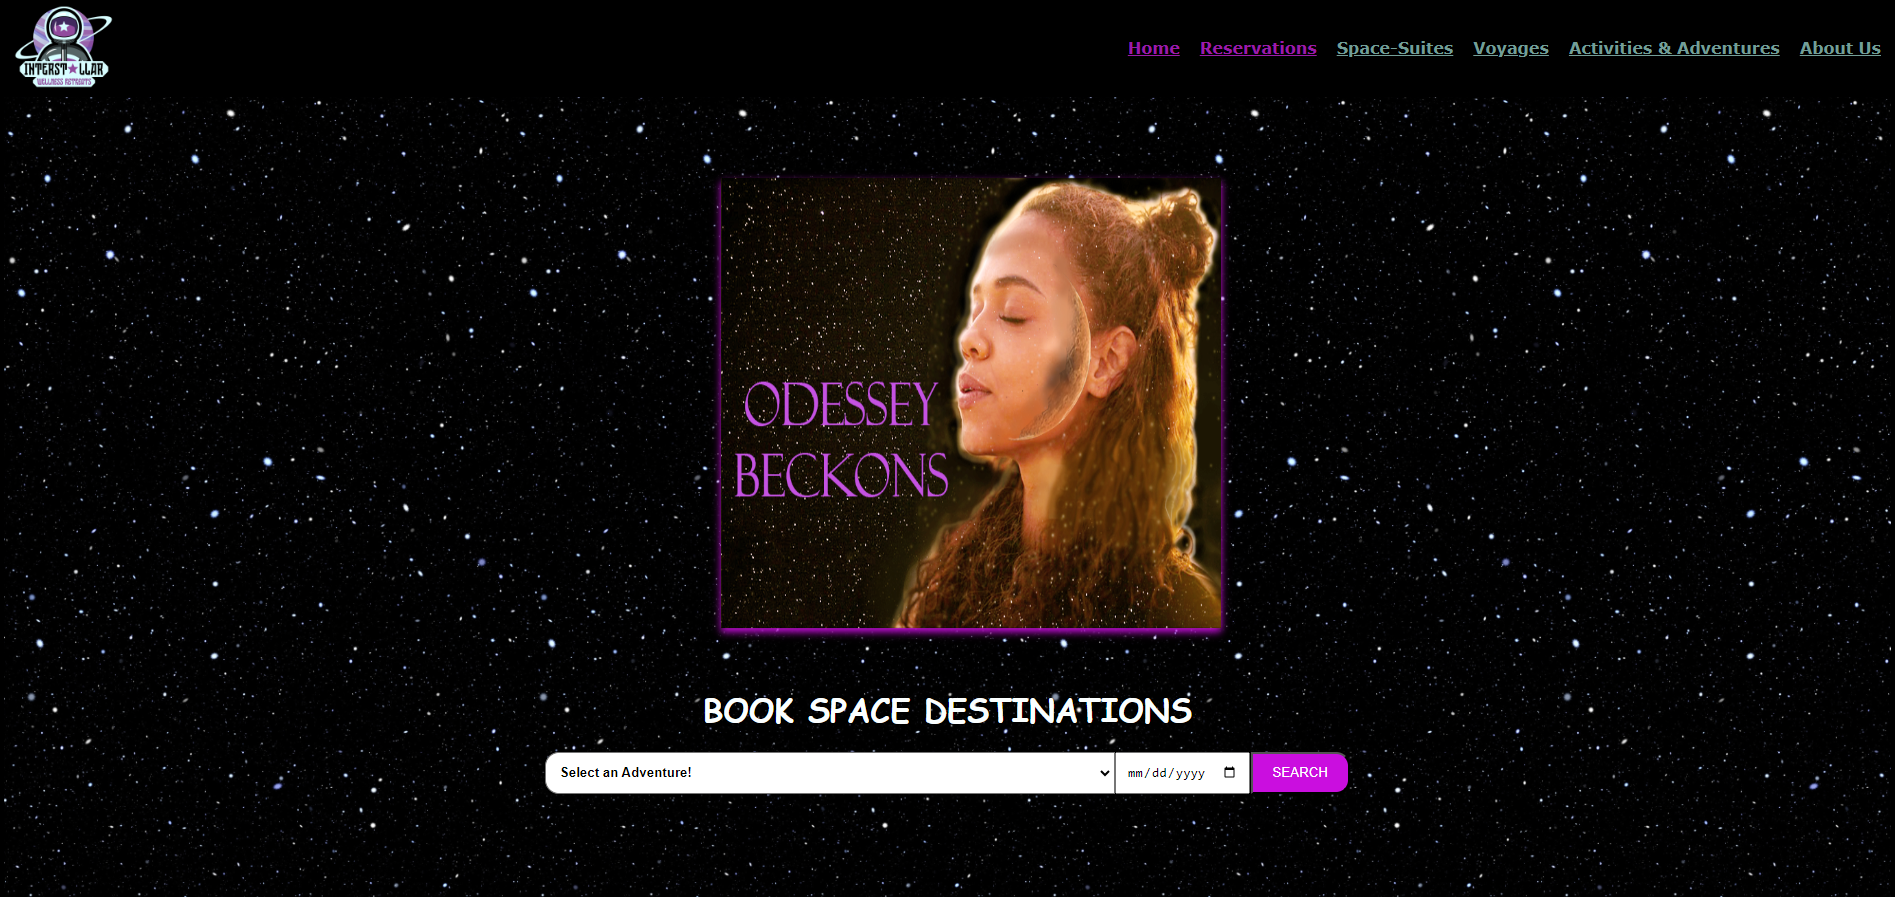 INTERST★LLAR
WELLNESS RETREATS
Home Reservations Space-Suites Voyages Activities & Adventures About Us
ODESSEY
BECKONS
BOOK SPACE DESTINATIONS
Select an Adventure! mm/dd/yyyy SEARCH